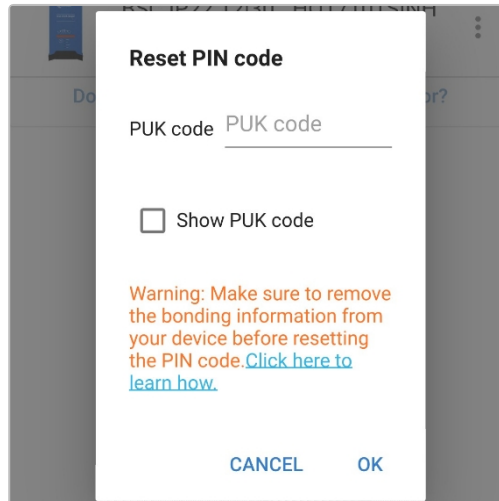 Reset PIN code
PUK code PUK code
Show PUK code
Warning: Make sure to remove
the bonding information from
your device before resetting
the PIN code.Click here to
learn how.
CANCEL OK